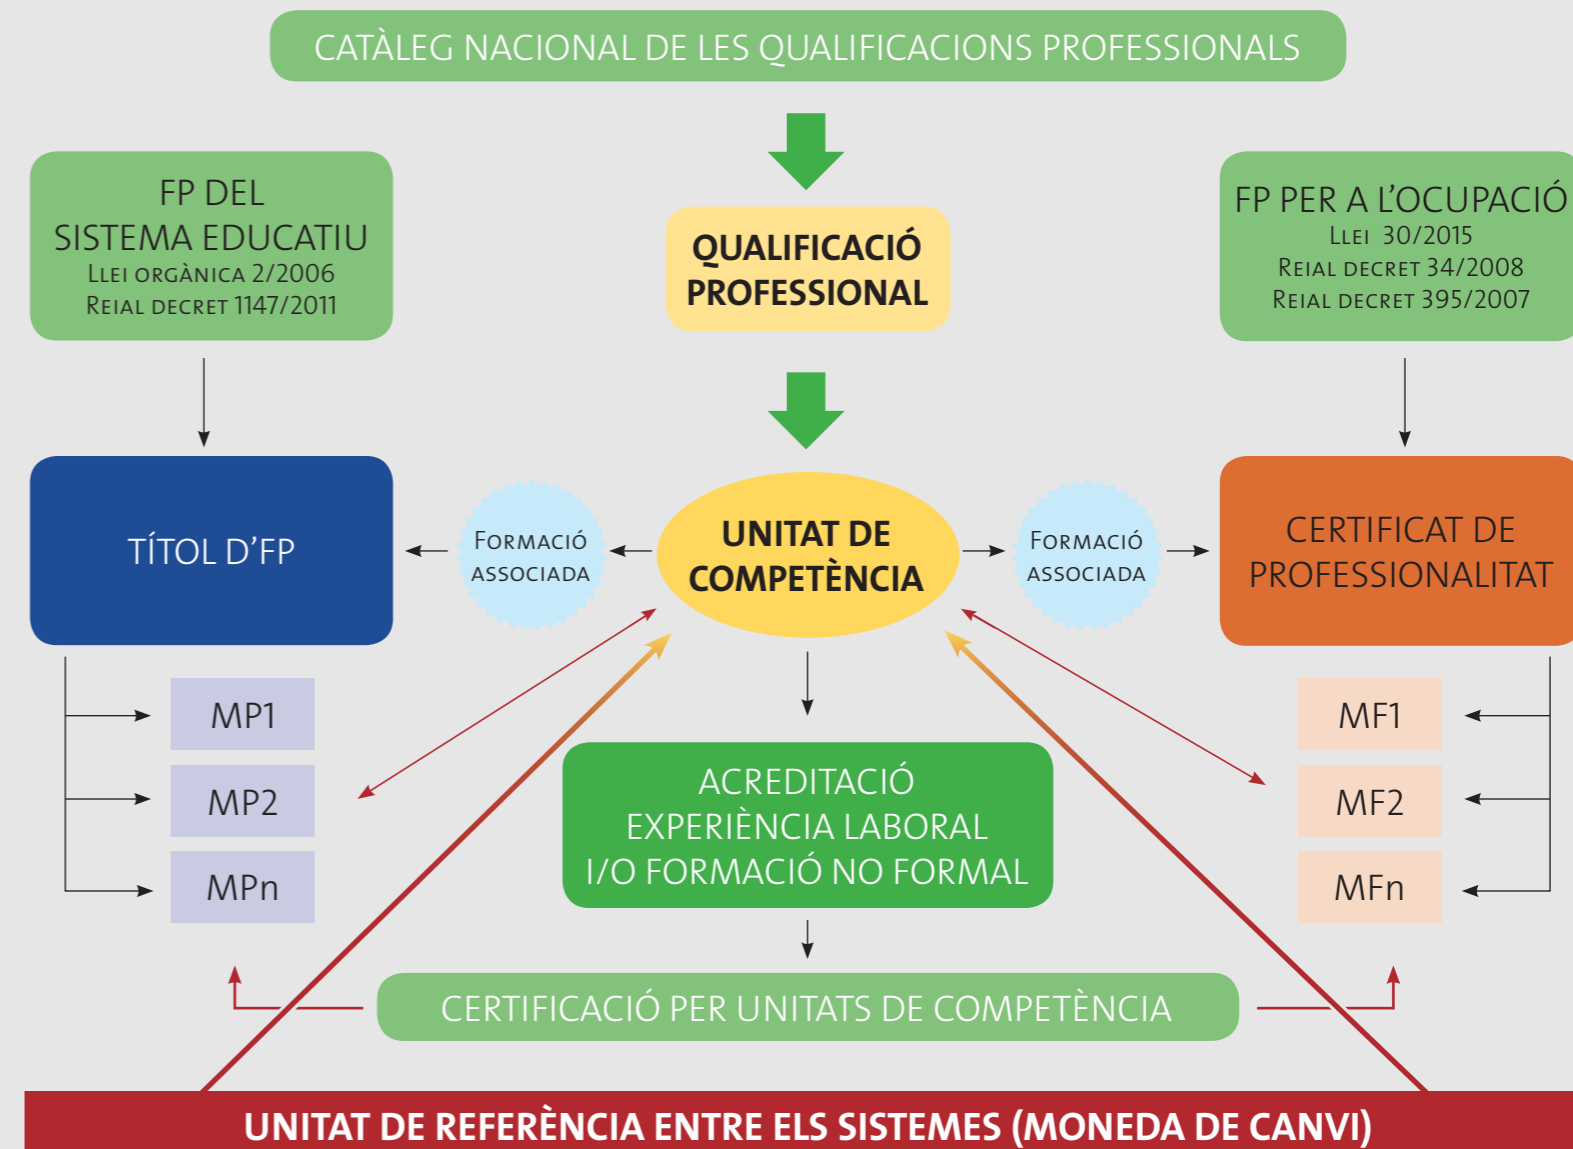 CATÀLEG NACIONAL DE LES QUALIFICACIONS PROFESSIONALS
FP DEL
SISTEMA EDUCATIU
LLEI ORGÀNICA 2/2006
REIAL DECRET 1147/2011
QUALIFICACIÓ
PROFESSIONAL
FP PER A L'OCUPACIÓ
LLEI 30/2015
REIAL DECRET 34/2008
REIAL DECRET 395/2007
TÍTOL D'FP
FORMACIÓ
ASSOCIADA
UNITAT DE
COMPETÈNCIA
FORMACIÓ
ASSOCIADA
CERTIFICAT DE
PROFESSIONALITAT
MP1
MP2
MPn
ACREDITACIÓ
EXPERIÈNCIA LABORAL
I/O FORMACIÓ NO FORMAL
MF1
MF2
MFn
CERTIFICACIÓ PER UNITATS DE COMPETÈNCIA
UNITAT DE REFERÈNCIA ENTRE ELS SISTEMES (MONEDA DE CANVI)